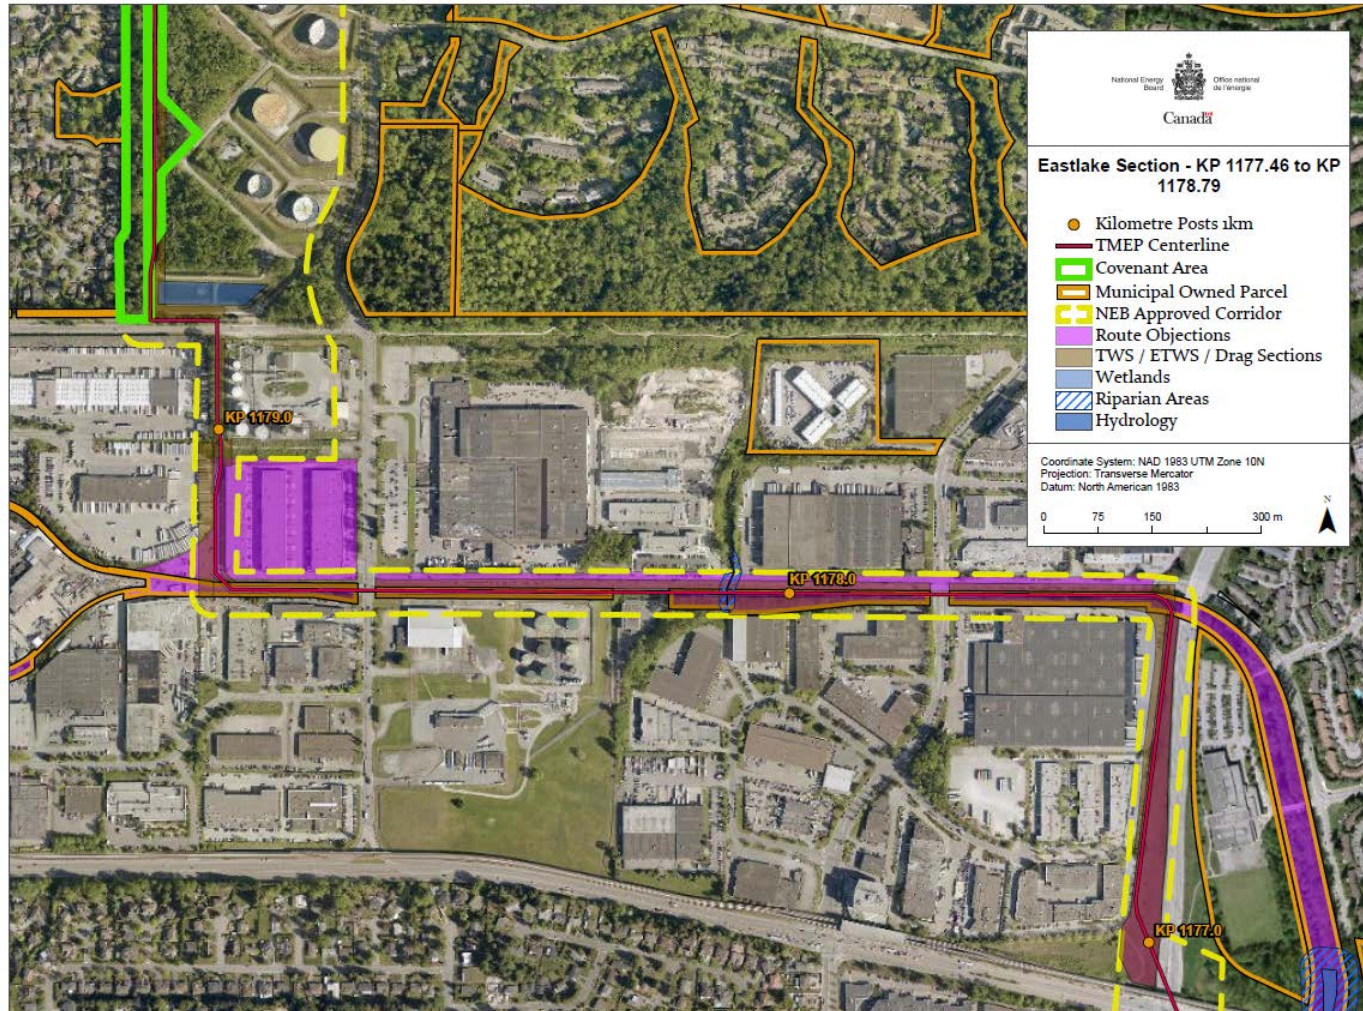 National Energy
Board
Office national
de l'énergie
Canada
Eastlake Section - KP 1177.46 to KP
1178.79
Kilometre Posts 1km
TMEP Centerline
Covenant Area
Municipal Owned Parcel
NEB Approved Corridor
Route Objections
TWS / ETWS / Drag Sections
Wetlands
Riparian Areas
Hydrology
Coordinate System: NAD 1983 UTM Zone 10N
Projection: Transverse Mercator
Datum: North American 1983
N
0 75 150 300 m
KP 1179.0
KP 1178.0
KP 1177.0